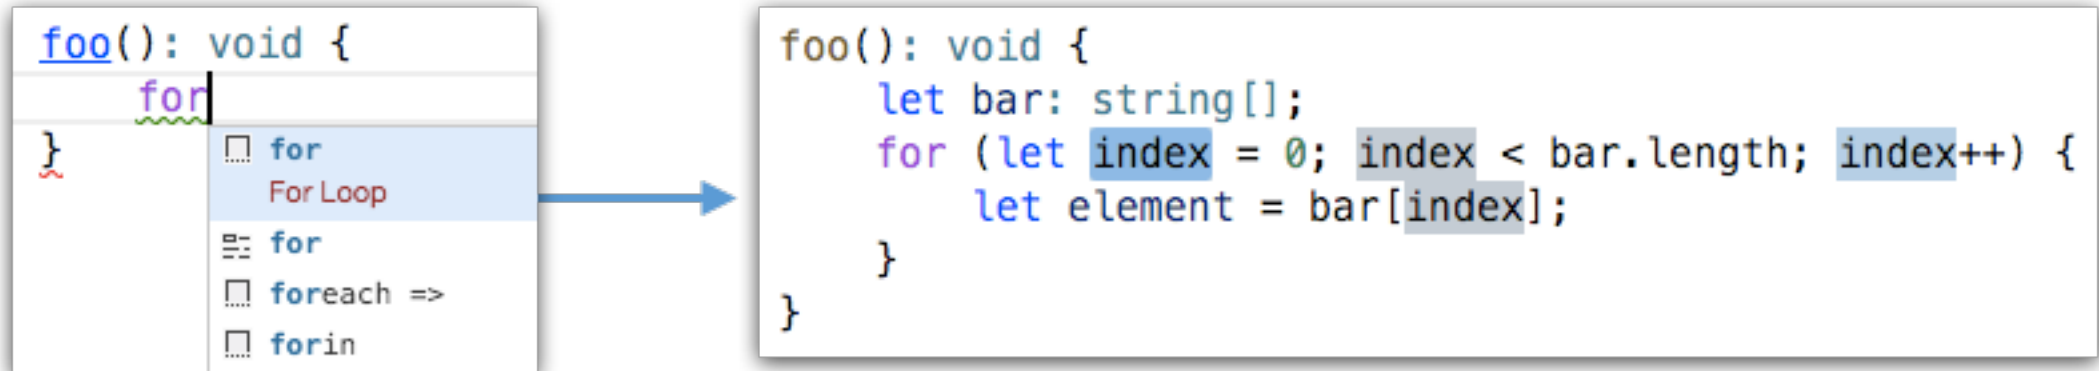 foo(): void {
    for
}
for
For Loop
for
foreach =>
forin
foo(): void {
    let bar: string[];
    for (let index = 0; index < bar.length; index++) {
        let element = bar[index];
    }
}